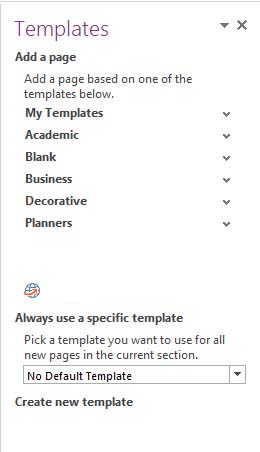 Templates
Add a page
Add a page based on one of the
templates below.
My Templates
Academic
Blank
Business
Decorative
Planners
Always use a specific template
Pick a template you want to use for all
new pages in the current section.
No Default Template
Create new template